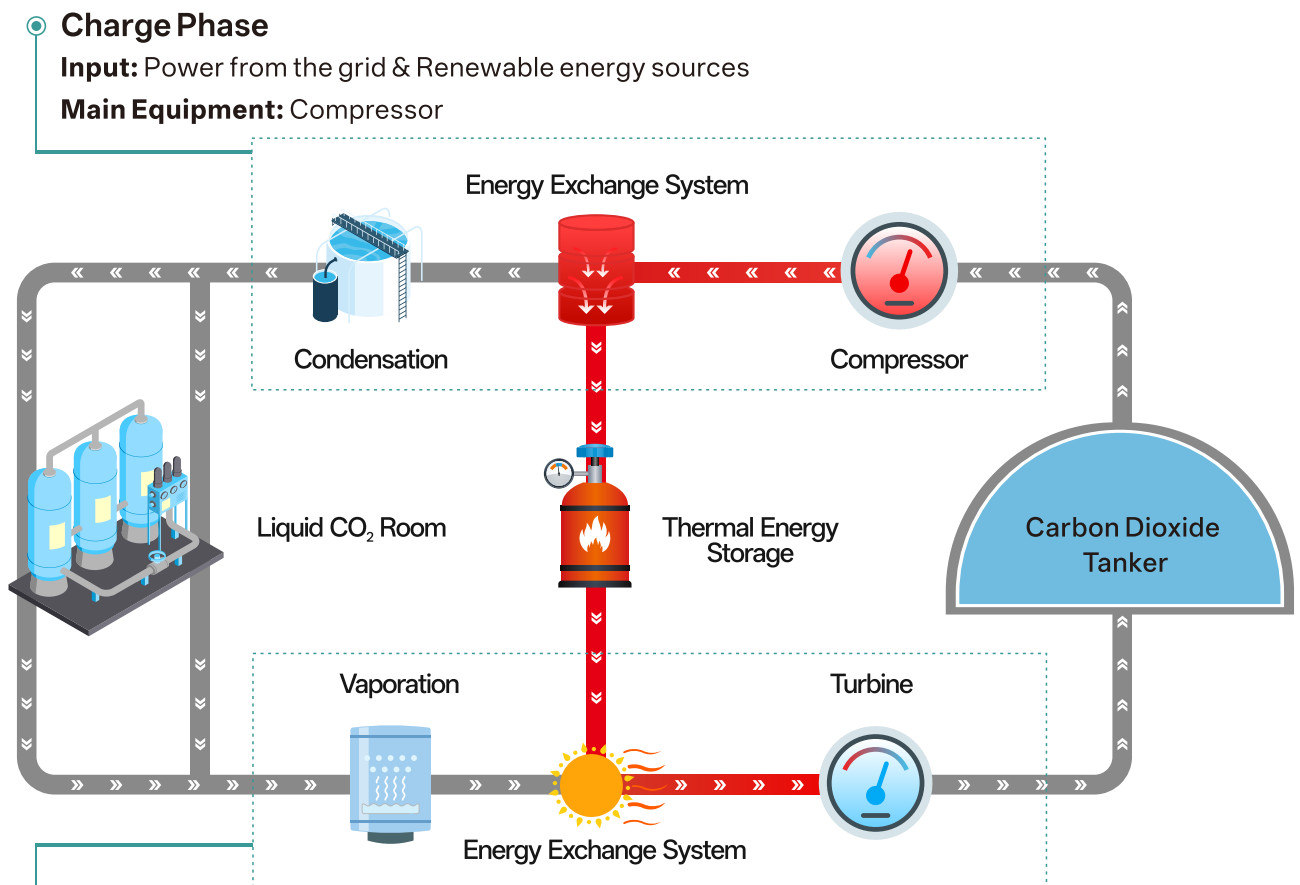 Charge Phase
Input: Power from the grid & Renewable energy sources
Main Equipment: Compressor
Energy Exchange System
Condensation
Compressor
Liquid CO₂ Room
Thermal Energy
Storage
Carbon Dioxide
Tanker
Vaporation
Turbine
Energy Exchange System